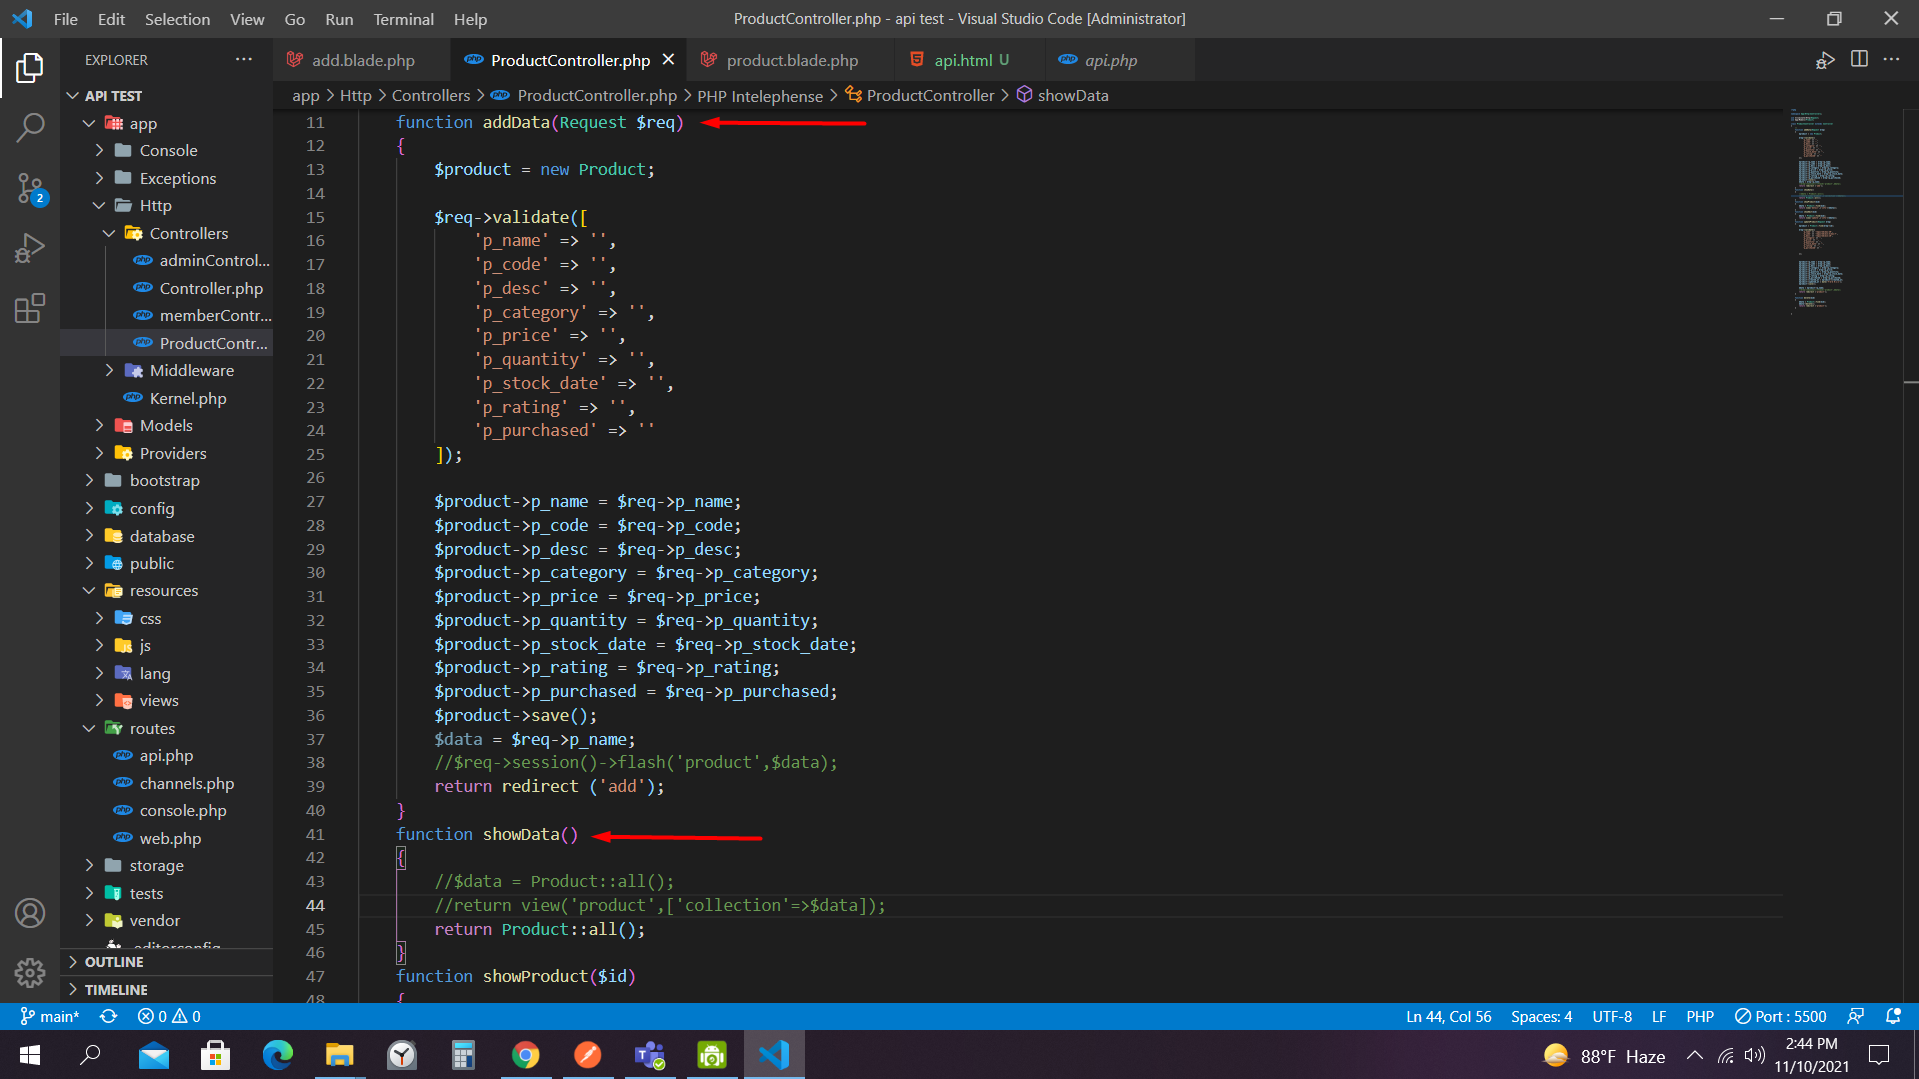 File Edit Selection View Go Run Terminal Help
ProductController.php - api test - Visual Studio Code [Administrator]
EXPLORER
add.blade.php
ProductController.php
product.blade.php
api.html U
api.php
API TEST
app > Http > Controllers > ProductController.php > PHP Intelephense > ProductController > showData
app
Console
Exceptions
Http
Controllers
adminControl...
Controller.php
memberContr...
ProductContr...
Middleware
Kernel.php
Models
Providers
bootstrap
config
database
public
resources
css
js
lang
views
routes
api.php
channels.php
console.php
web.php
storage
tests
vendor
.editorconfig
OUTLINE
TIMELINE
2
11 function addData(Request $req)
12 {
13 $product = new Product;
14
15 $req->validate([
16 'p_name' => '',
17 'p_code' => '',
18 'p_desc' => '',
19 'p_category' => '',
20 'p_price' => '',
21 'p_quantity' => '',
22 'p_stock_date' => '',
23 'p_rating' => '',
24 'p_purchased' => ''
25 ]);
26
27 $product->p_name = $req->p_name;
28 $product->p_code = $req->p_code;
29 $product->p_desc = $req->p_desc;
30 $product->p_category = $req->p_category;
31 $product->p_price = $req->p_price;
32 $product->p_quantity = $req->p_quantity;
33 $product->p_stock_date = $req->p_stock_date;
34 $product->p_rating = $req->p_rating;
35 $product->p_purchased = $req->p_purchased;
36 $product->save();
37 $data = $req->p_name;
38 //$req->session()->flash('product',$data);
39 return redirect ('add');
40 }
41 function showData()
42 {
43 //$data = Product::all();
44 //return view('product',['collection'=>$data]);
45 return Product::all();
46 }
47 function showProduct($id)
48 {
main* 0 0
Ln 44, Col 56 Spaces: 4 UTF-8 LF PHP Port : 5500
88°F Haze
2:44 PM
11/10/2021